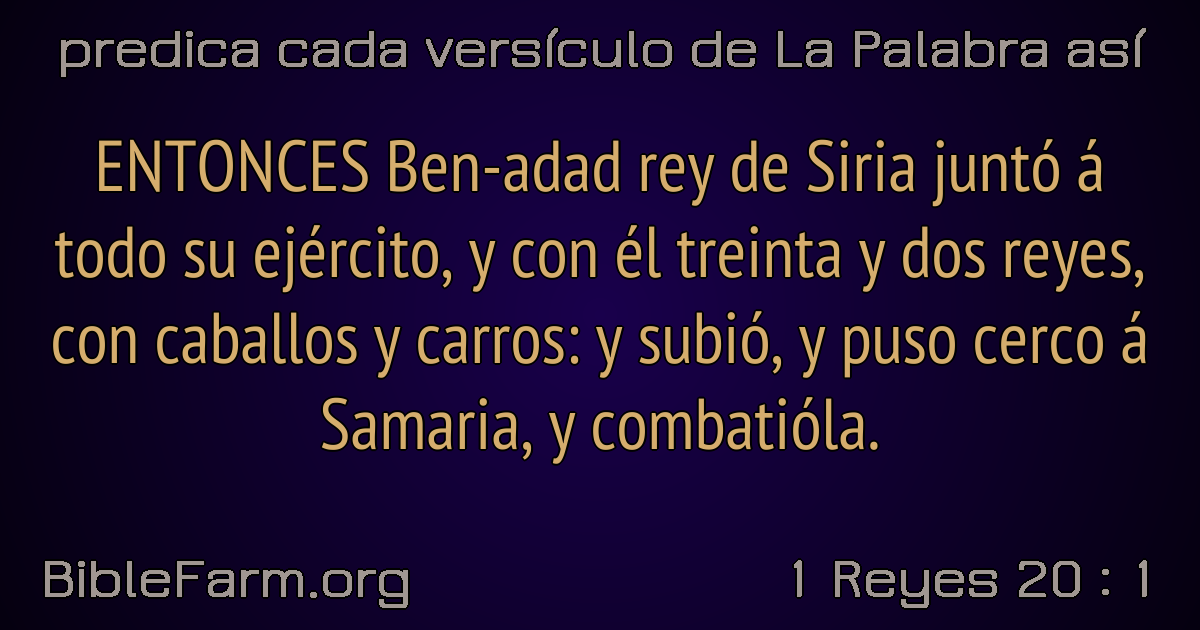 predica cada versículo de La Palabra así
ENTONCES Ben-adad rey de Siria juntó á
todo su ejército, y con él treinta y dos reyes,
con caballos y carros: y subió, y puso cerco á
Samaria, y combatióla.
BibleFarm.org
1 Reyes 20 : 1